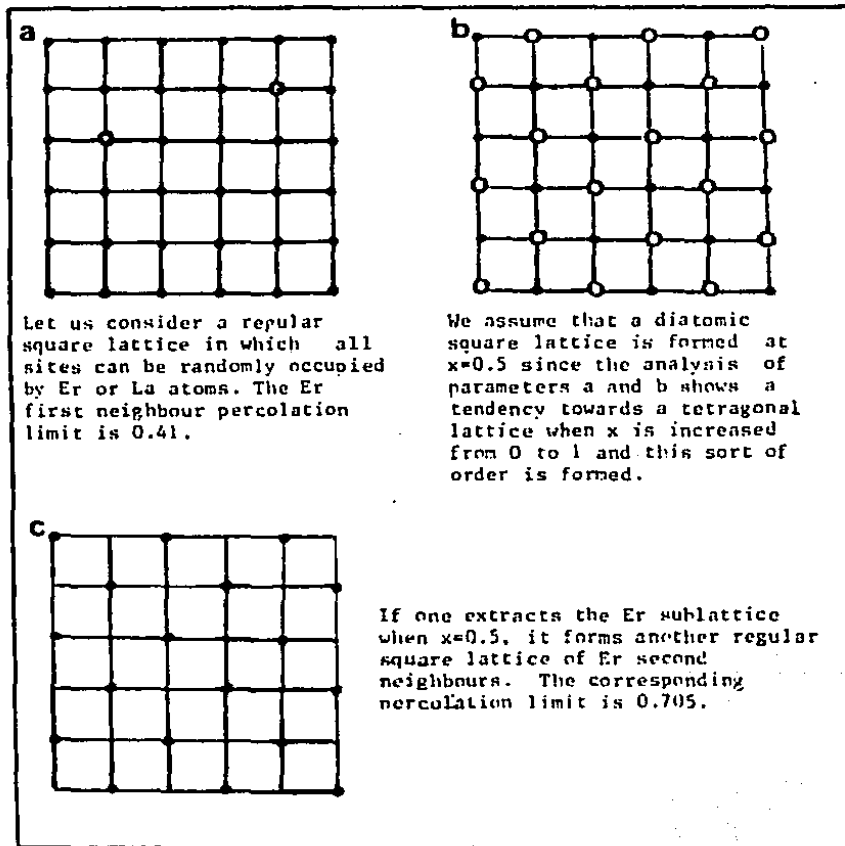 a
Let us consider a regular
square lattice in which all
sites can be randomly occupied
by Er or La atoms. The Er
first neighbour percolation
limit is 0.41.
b
We assume that a diatomic
square lattice is formed at
x=0.5 since the analysis of
parameters a and b shows a
tendency towards a tetragonal
lattice when x is increased
from 0 to 1 and this sort of
order is formed.
c
If one extracts the Er sublattice
when x=0.5, it forms another regular
square lattice of Er second
neighbours. The corresponding
percolation limit is 0.705.